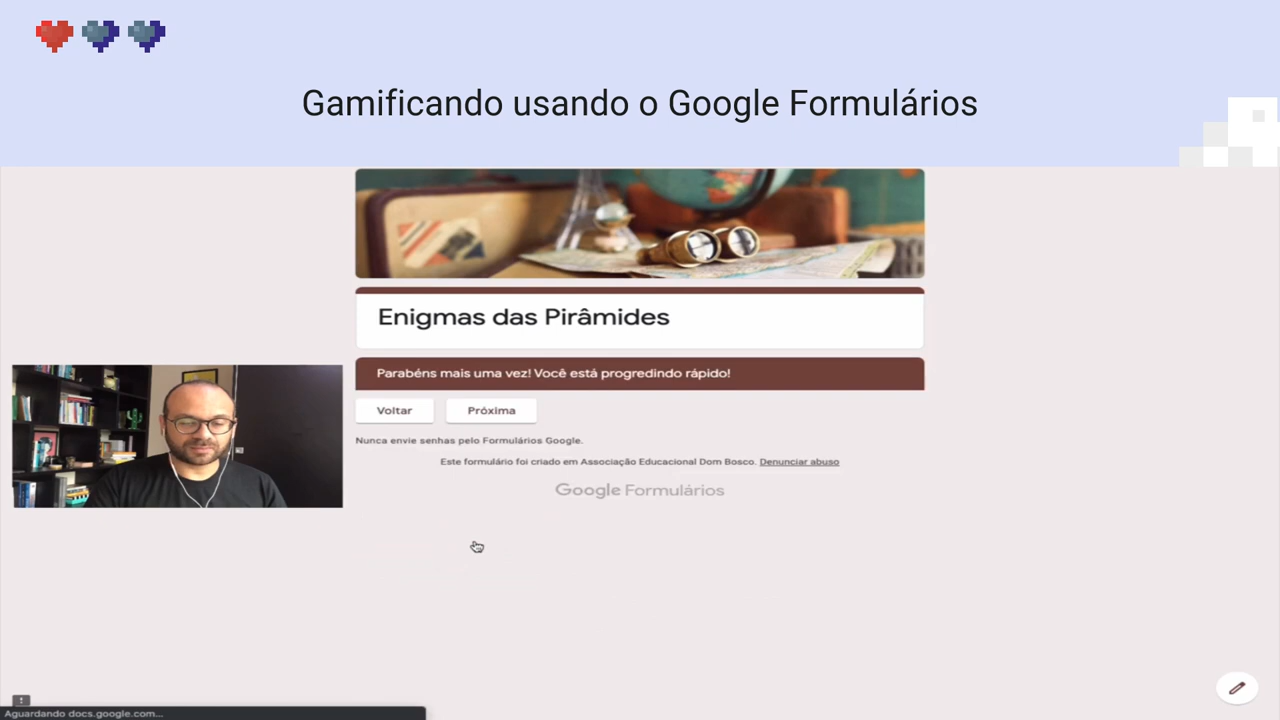 Gamificando usando o Google Formulários
Enigmas das Pirâmides
Parabéns mais uma vez! Você está progredindo rápido!
Voltar
Próxima
Nunca envie senhas pelo Formulários Google.
Este formulário foi criado em Associação Educacional Dom Bosco. Denunciar abuso
Google Formulários
Aguardando docs.google.com...